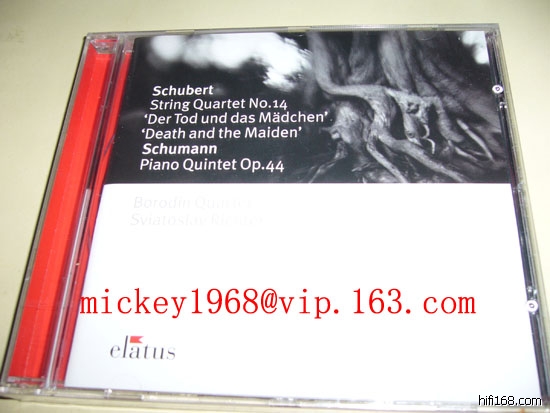 Schubert
String Quartet No.14
‘Der Tod und das Mädchen’
‘Death and the Maiden’
Schumann
Piano Quintet Op.44
Borodin Quartet
Sviatoslav Richter
mickey1968@vip.163.com
elatus
hifi168.com